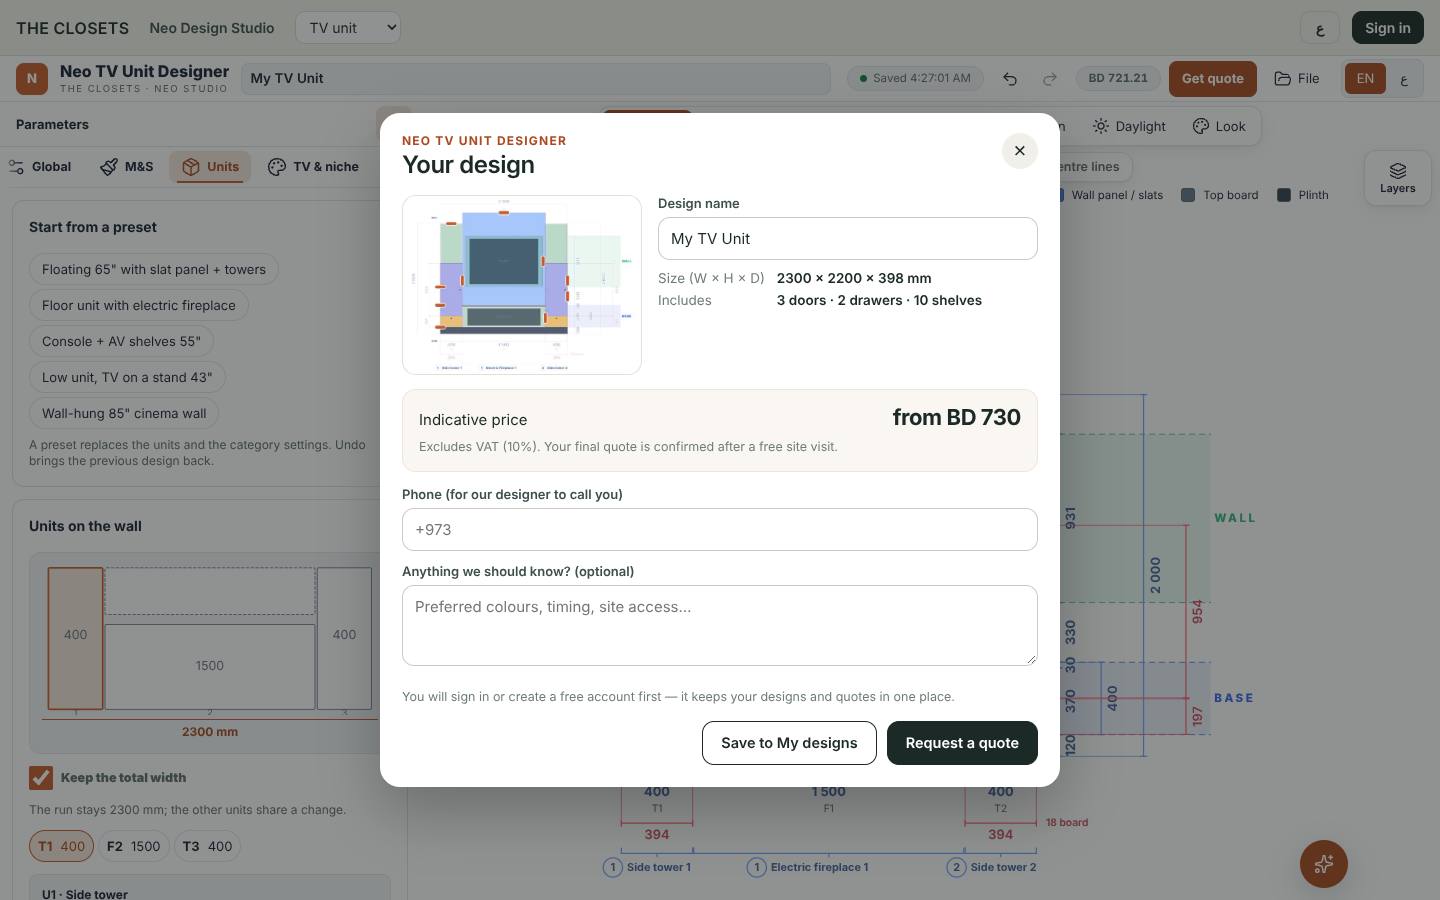 THE CLOSETS
Neo Design Studio
TV unit
ع
Sign in
N
Neo TV Unit Designer
THE CLOSETS · NEO STUDIO
My TV Unit
Saved 4:27:01 AM
BD 721.21
Get quote
File
EN
ع
Parameters
Daylight
Look
Global
M&S
Units
TV & niche
entre lines
Layers
Wall panel / slats
Top board
Plinth
Start from a preset
Floating 65" with slat panel + towers
Floor unit with electric fireplace
Console + AV shelves 55"
Low unit, TV on a stand 43"
Wall-hung 85" cinema wall
A preset replaces the units and the category settings. Undo
brings the previous design back.
Units on the wall
400
1500
400
2300 mm
Keep the total width
The run stays 2300 mm; the other units share a change.
T1 400
F2 1500
T3 400
U1 · Side tower
NEO TV UNIT DESIGNER
Your design
Design name
My TV Unit
Size (W × H × D) 2300 × 2200 × 398 mm
Includes 3 doors · 2 drawers · 10 shelves
Indicative price
from BD 730
Excludes VAT (10%). Your final quote is confirmed after a free site visit.
Phone (for our designer to call you)
+973
Anything we should know? (optional)
Preferred colours, timing, site access...
You will sign in or create a free account first — it keeps your designs and quotes in one place.
Save to My designs
Request a quote
WALL
931
2 000
954
330
30
370
400
BASE
197
120
400
1 500
400
T1
F1
T2
394
394
18 board
1 Side tower 1
1 Electric fireplace 1
2 Side tower 2